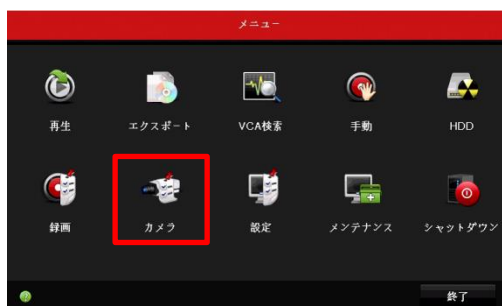 メニュー
再生 エクスポート VCA検索 手動 HDD
録画 カメラ 設定 メンテナンス シャットダウン
終了